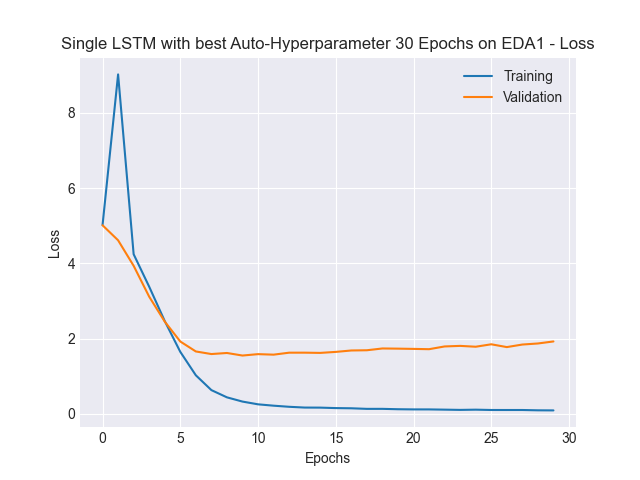 Single LSTM with best Auto-Hyperparameter 30 Epochs on EDA1 - Loss
Training
Validation
8
6
4
2
0
Loss
0 5 10 15 20 25 30
Epochs